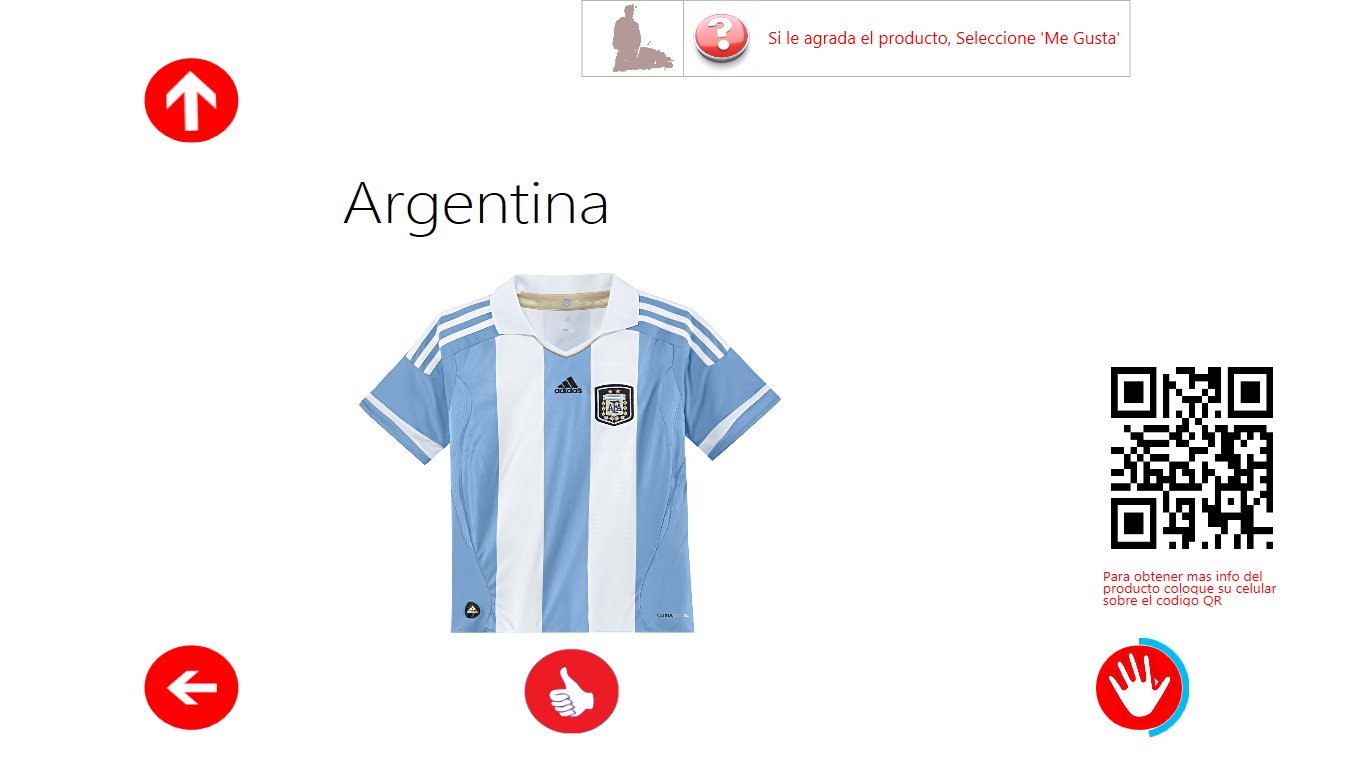 Si le agrada el producto, Seleccione 'Me Gusta'
Argentina
adidas
AFA
Para obtener mas info del
producto coloque su celular
sobre el codigo QR